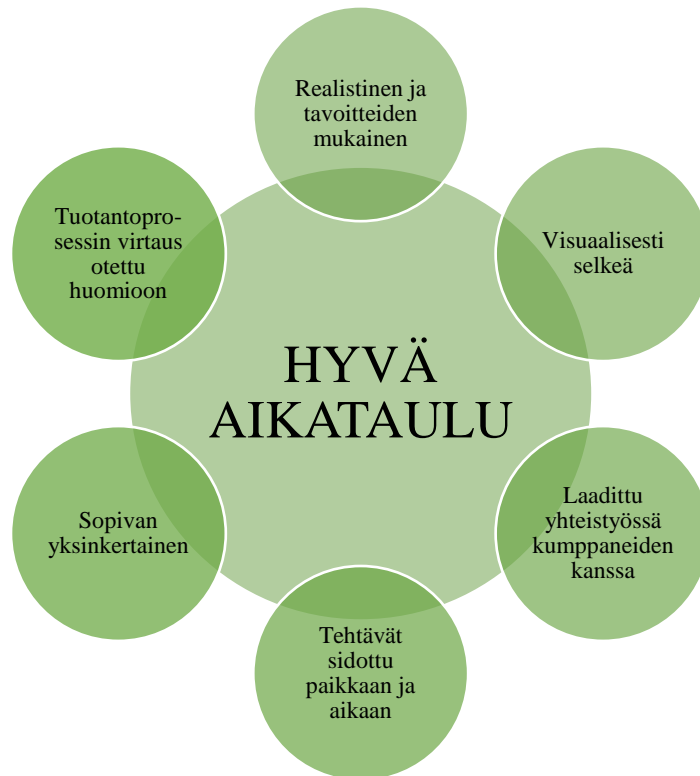 Realistinen ja
tavoitteiden
mukainen
Visuaalisesti
selkeä
Laadittu
yhteistyössä
kumppaneiden
kanssa
Tehtävät
sidottu
paikkaan ja
aikaan
Sopivan
yksinkertainen
Tuotantopro-
sessin virtaus
otettu
huomioon
HYVÄ
AIKATAULU